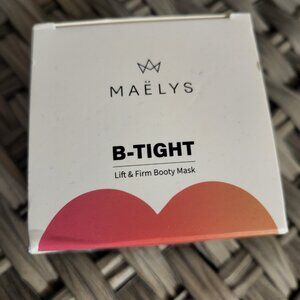 MAËLYS
B-TIGHT
Lift & Firm Booty Mask